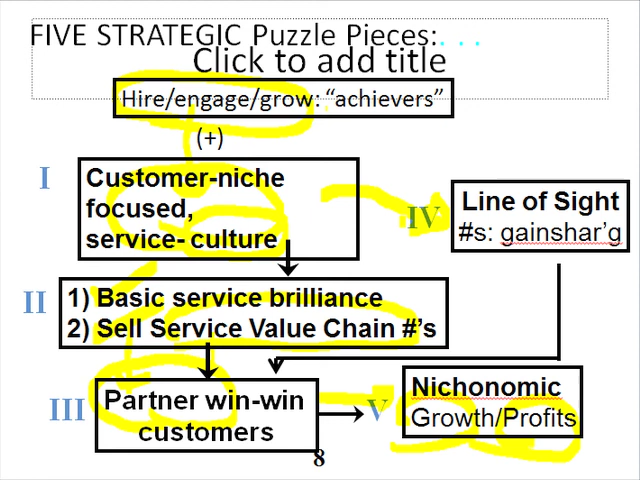 FIVE STRATEGIC Puzzle Pieces: . . .
Click to add title
Hire/engage/grow: “achievers”
(+)
I
Customer-niche
focused,
service- culture
IV
Line of Sight
#s: gainshar’g
II
1) Basic service brilliance
2) Sell Service Value Chain #’s
III
Partner win-win
customers
V
Nichonomic
Growth/Profits
8